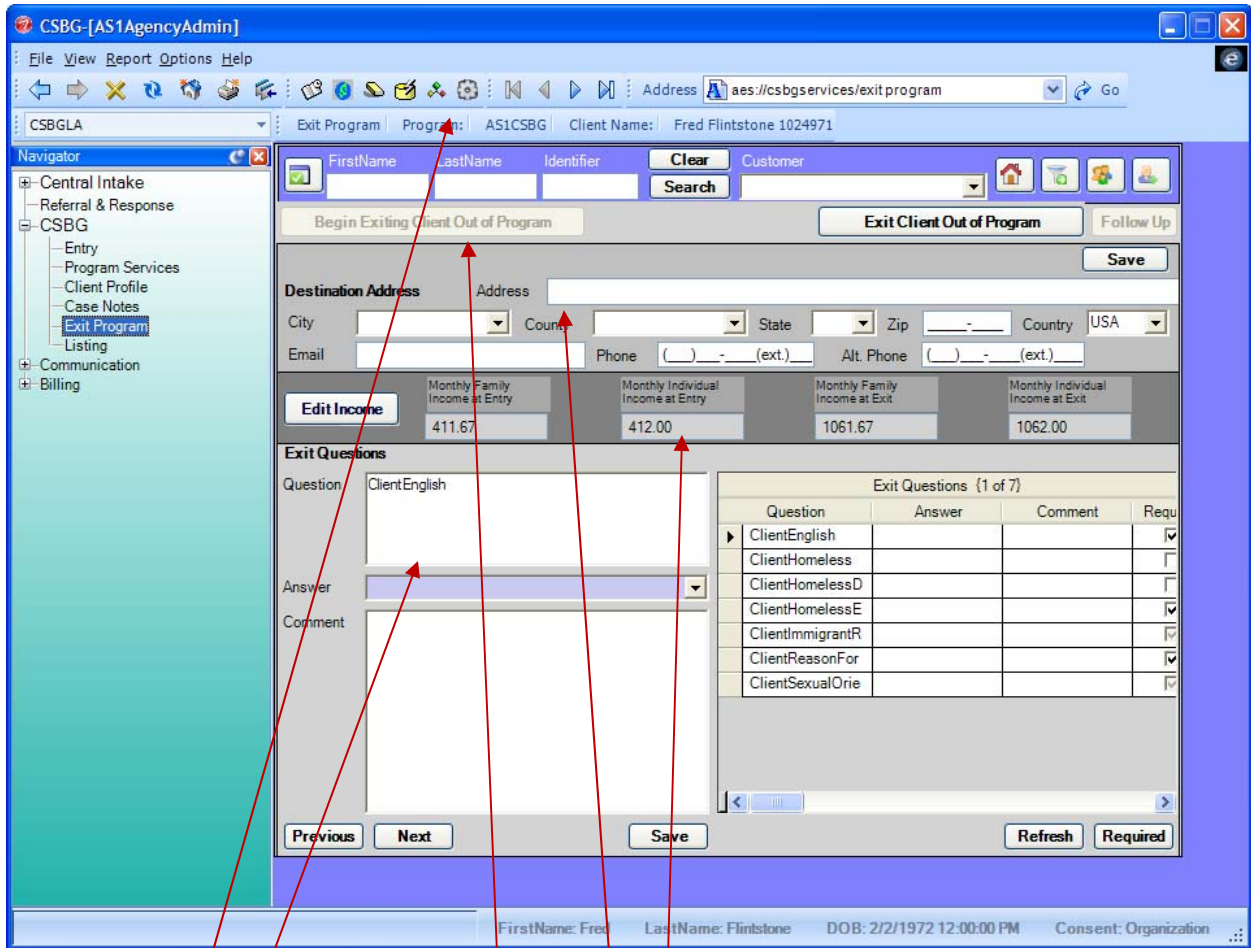 CSBG-[AS1AgencyAdmin]
File View Report Options Help
Address aes://csbgservices/exitprogram Go
CSBGLA Exit Program Program: AS1CSBG Client Name: Fred Flintstone 1024971
Navigator
Central Intake
Referral & Response
CSBG
Entry
Program Services
Client Profile
Case Notes
Exit Program
Listing
Communication
Billing
FirstName LastName Identifier Clear Customer
Search
Begin Exiting Client Out of Program Exit Client Out of Program Follow Up
Save
Destination Address Address
City County State Zip _____-____ Country USA
Email Phone (___)___-____(ext.)____ Alt. Phone (___)___-____(ext.)____
Edit Income
Monthly Family Income at Entry
411.67
Monthly Individual Income at Entry
412.00
Monthly Family Income at Exit
1061.67
Monthly Individual Income at Exit
1062.00
Exit Questions
Question ClientEnglish
Answer
Comment
Exit Questions {1 of 7}
Question Answer Comment Requ
ClientEnglish
ClientHomeless
ClientHomelessD
ClientHomelessE
ClientImmigrantR
ClientReasonFor
ClientSexualOrie
Previous Next Save Refresh Required
FirstName: Fred LastName: Flintstone DOB: 2/2/1972 12:00:00 PM Consent: Organization